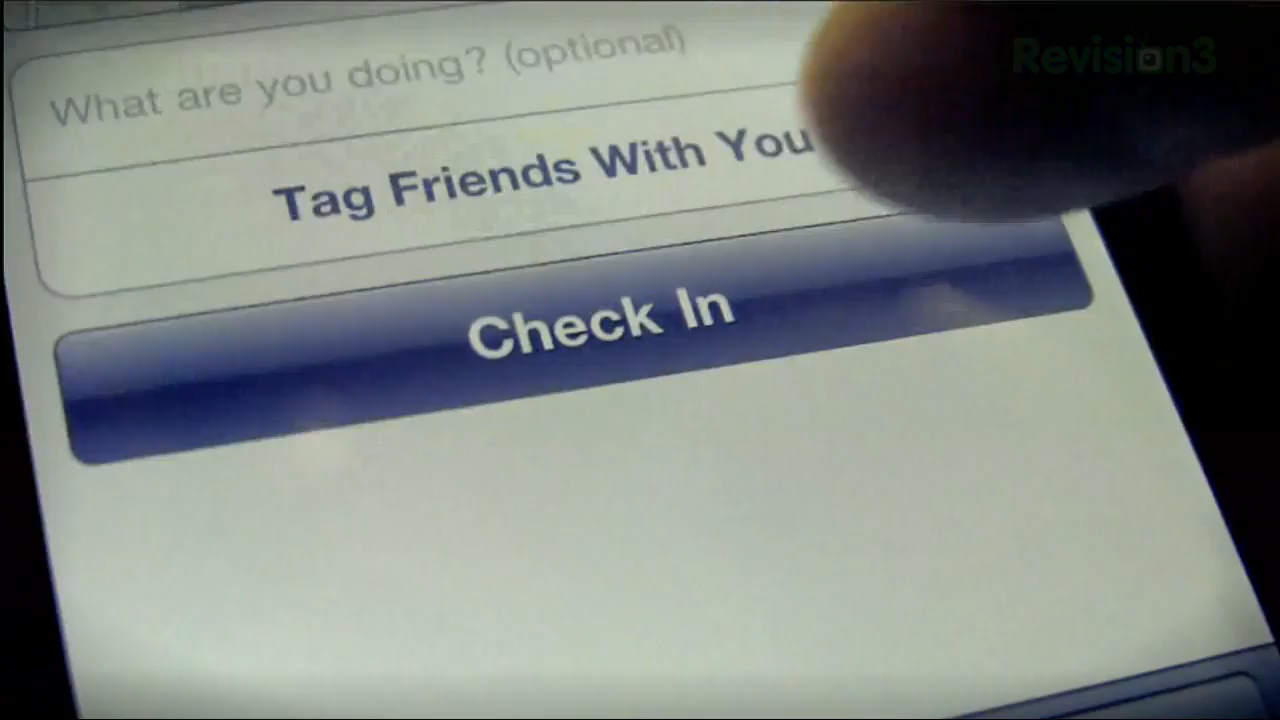 Revision3
What are you doing? (optional)
Tag Friends With You
Check In